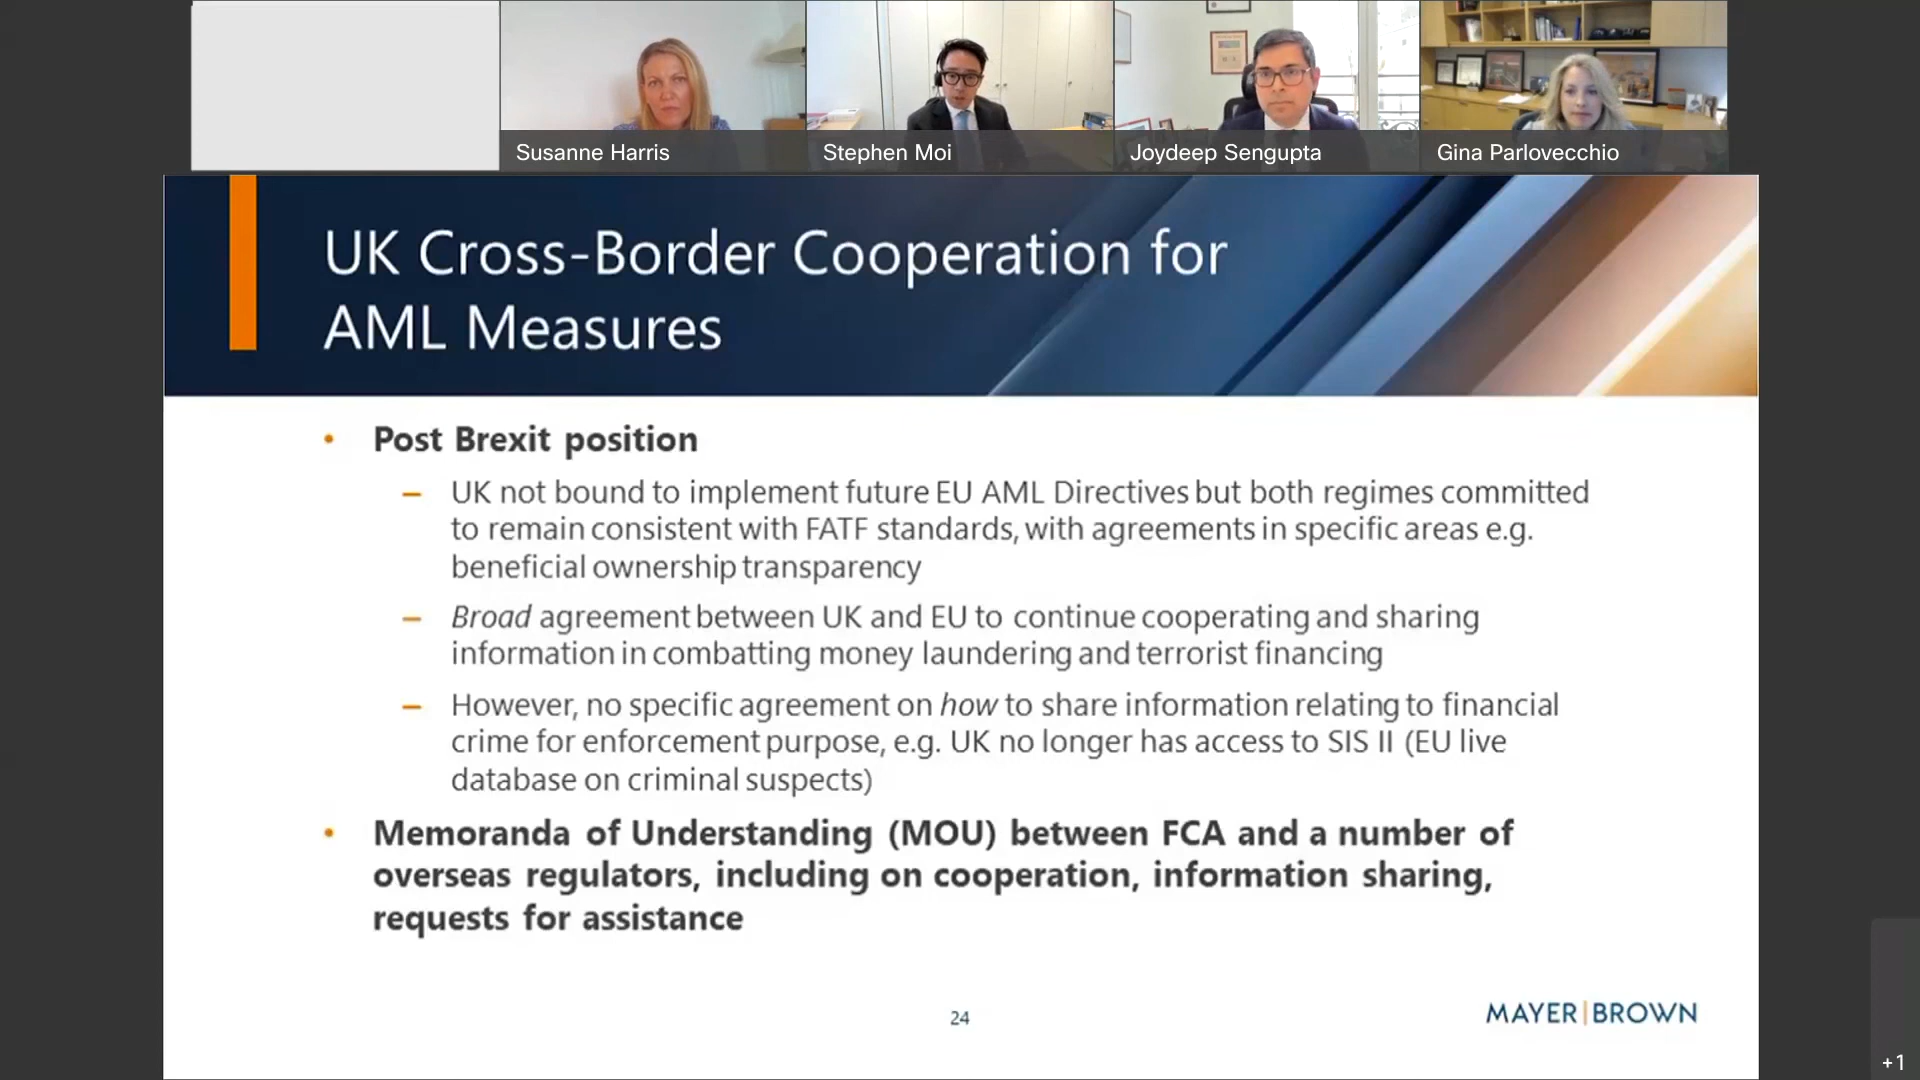 Susanne Harris
Stephen Moi
Joydeep Sengupta
Gina Parlovecchio
UK Cross-Border Cooperation for
AML Measures
• Post Brexit position
– UK not bound to implement future EU AML Directives but both regimes committed
to remain consistent with FATF standards, with agreements in specific areas e.g.
beneficial ownership transparency
– Broad agreement between UK and EU to continue cooperating and sharing
information in combatting money laundering and terrorist financing
– However, no specific agreement on how to share information relating to financial
crime for enforcement purpose, e.g. UK no longer has access to SIS II (EU live
database on criminal suspects)
• Memoranda of Understanding (MOU) between FCA and a number of
overseas regulators, including on cooperation, information sharing,
requests for assistance
24
MAYER|BROWN
+1